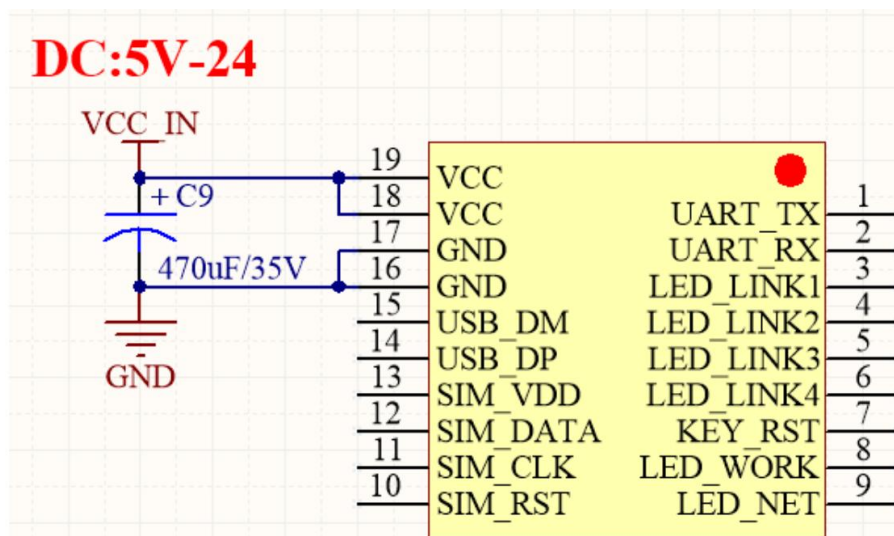 DC:5V-24
VCC_IN
+ C9
470uF/35V
GND
19 VCC
18 VCC
17 GND
16 GND
15 USB_DM
14 USB_DP
13 SIM_VDD
12 SIM_DATA
11 SIM_CLK
10 SIM_RST
UART_TX 1
UART_RX 2
LED_LINK1 3
LED_LINK2 4
LED_LINK3 5
LED_LINK4 6
KEY_RST 7
LED_WORK 8
LED_NET 9